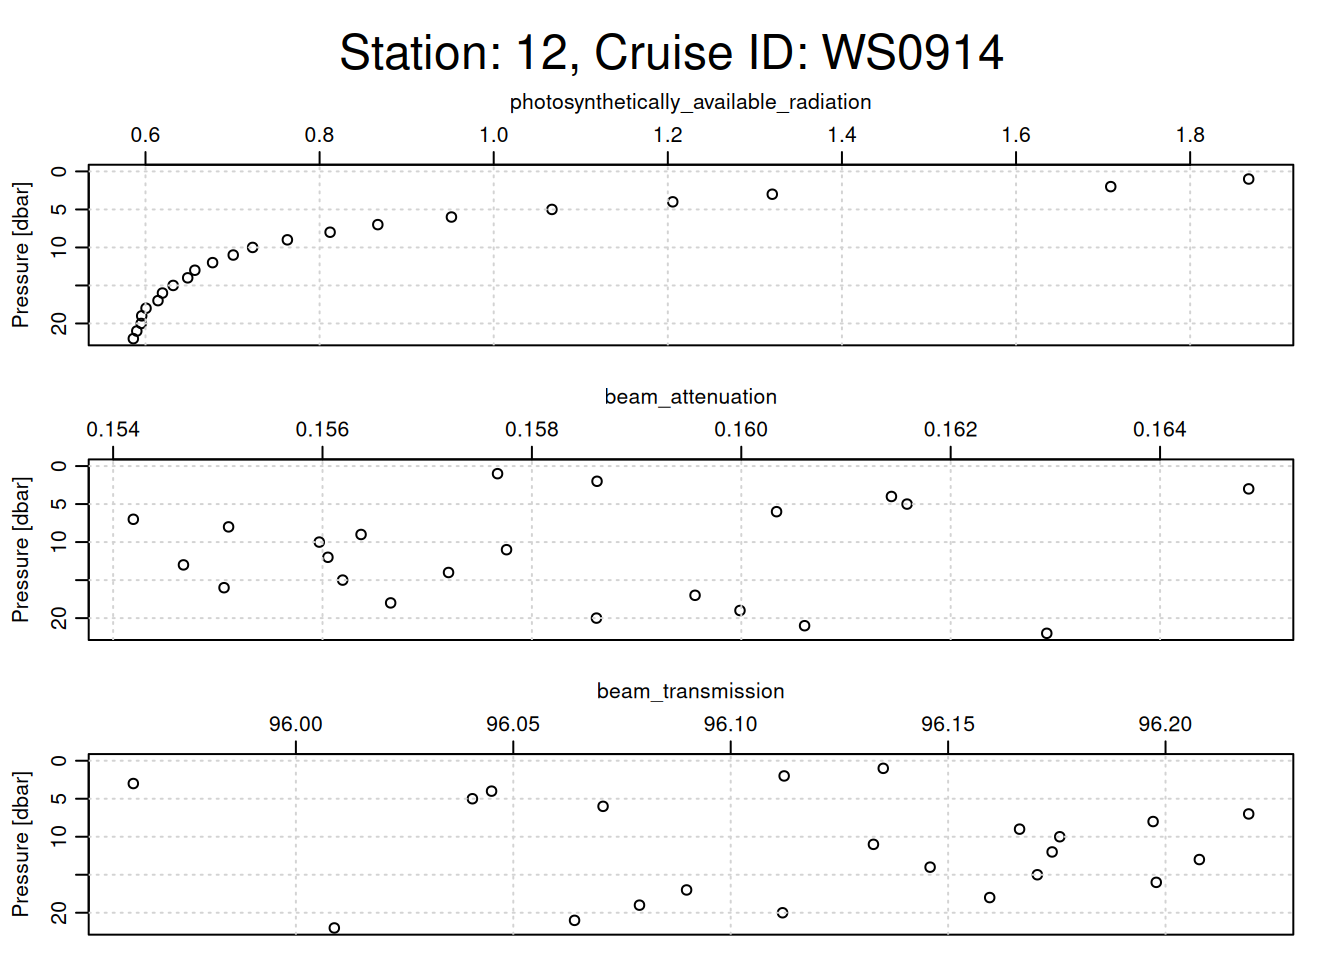 Station: 12, Cruise ID: WS0914
photosynthetically_available_radiation
0.6 0.8 1.0 1.2 1.4 1.6 1.8
Pressure [dbar]
0
5
10
20
beam_attenuation
0.154 0.156 0.158 0.160 0.162 0.164
Pressure [dbar]
0
5
10
20
beam_transmission
96.00 96.05 96.10 96.15 96.20
Pressure [dbar]
0
5
10
20